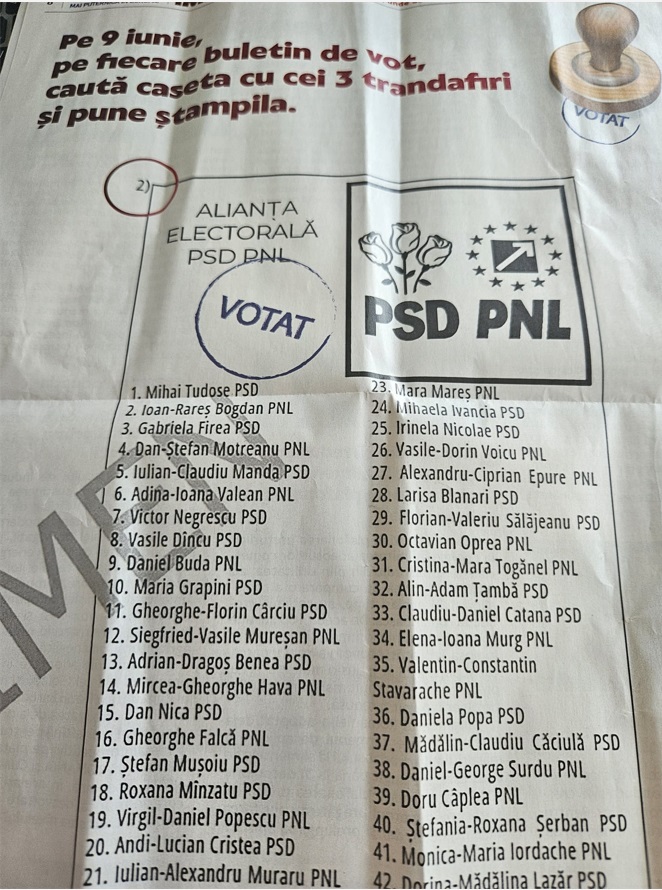 Pe 9 iunie,
pe fiecare buletin de vot,
caută caseta cu cei 3 trandafiri
și pune ștampila.
VOTAT
2)
ALIANȚA
ELECTORALĂ
PSD PNL
VOTAT
PSD PNL
1. Mihai Tudose PSD
2. Ioan-Rareș Bogdan PNL
3. Gabriela Firea PSD
4. Dan-Ștefan Motreanu PNL
5. Iulian-Claudiu Manda PSD
6. Adina-Ioana Valean PNL
7. Victor Negrescu PSD
8. Vasile Dîncu PSD
9. Daniel Buda PNL
10. Maria Grapini PSD
11. Gheorghe-Florin Cârciu PSD
12. Siegfried-Vasile Mureșan PNL
13. Adrian-Dragoș Benea PSD
14. Mircea-Gheorghe Hava PNL
15. Dan Nica PSD
16. Gheorghe Falcă PNL
17. Ștefan Mușoiu PSD
18. Roxana Mînzatu PSD
19. Virgil-Daniel Popescu PNL
20. Andi-Lucian Cristea PSD
21. Iulian-Alexandru Muraru PNL
23. Mara Mareș PNL
24. Mihaela Ivancia PSD
25. Irinela Nicolae PSD
26. Vasile-Dorin Voicu PNL
27. Alexandru-Ciprian Epure PNL
28. Larisa Blanari PSD
29. Florian-Valeriu Sălăjeanu PSD
30. Octavian Oprea PNL
31. Cristina-Mara Togănel PNL
32. Alin-Adam Țambă PSD
33. Claudiu-Daniel Catana PSD
34. Elena-Ioana Murg PNL
35. Valentin-Constantin
Stavarache PNL
36. Daniela Popa PSD
37. Mădălin-Claudiu Căciulă PSD
38. Daniel-George Surdu PNL
39. Doru Câplea PNL
40. Ștefania-Roxana Șerban PSD
41. Monica-Maria Iordache PNL
42. Dorina-Mădălina Lazăr PSD